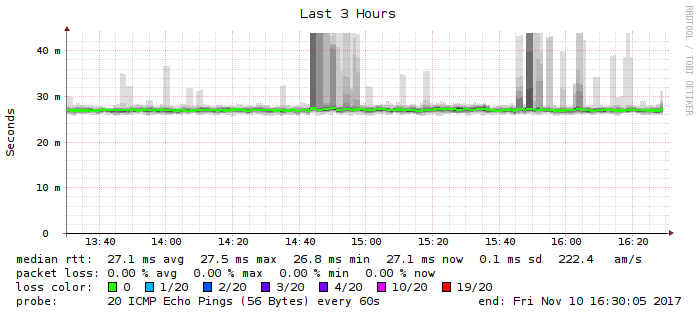 Last 3 Hours
RRDTOOL / TOBI OETIKER
Seconds
40 m
30 m
20 m
10 m
0
13:40 14:00 14:20 14:40 15:00 15:20 15:40 16:00 16:20
median rtt: 27.1 ms avg 27.5 ms max 26.8 ms min 27.1 ms now 0.1 ms sd 222.4 am/s
packet loss: 0.00 % avg 0.00 % max 0.00 % min 0.00 % now
loss color: 0 1/20 2/20 3/20 4/20 10/20 19/20
probe: 20 ICMP Echo Pings (56 Bytes) every 60s end: Fri Nov 10 16:30:05 2017